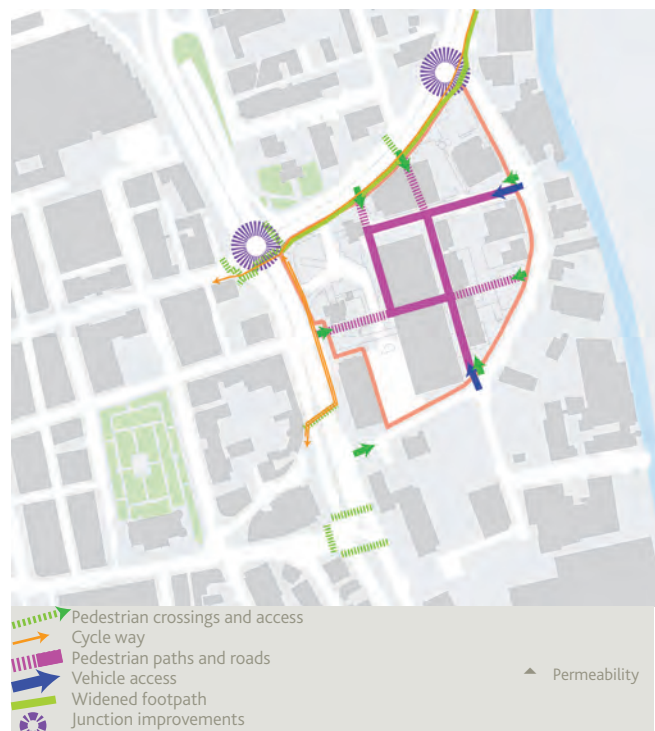 Pedestrian crossings and access
Cycle way
Pedestrian paths and roads
Vehicle access
Permeability
Widened footpath
Junction improvements